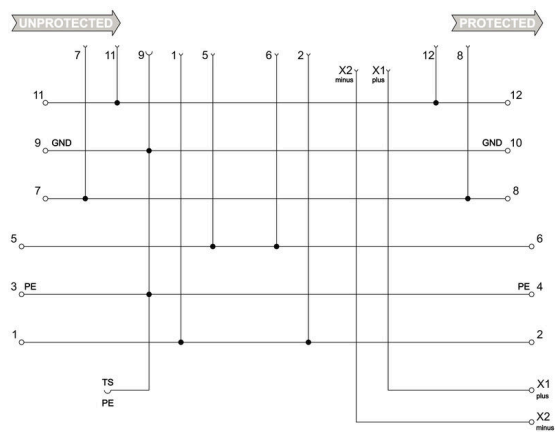 UNPROTECTED PROTECTED
7 11 9 1 5 6 2 12 8
X2 X1
minus plus
11 12
9 GND GND 10
7 8
5 6
3 PE PE 4
1 2
TS X1
plus
PE
X2
minus